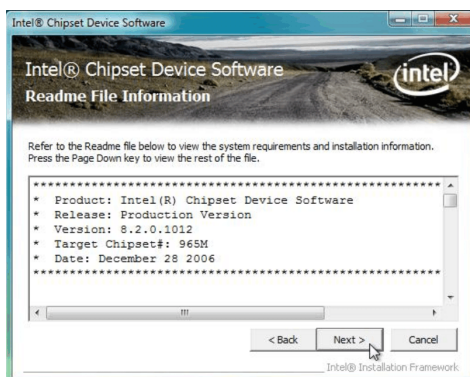 Intel® Chipset Device Software
Intel® Chipset Device Software
intel
Readme File Information
Refer to the Readme file below to view the system requirements and installation information.
Press the Page Down key to view the rest of the file.
**************************************************
* Product: Intel(R) Chipset Device Software
* Release: Production Version
* Version: 8.2.0.1012
* Target Chipset#: 965M
* Date: December 28 2006
**************************************************
< Back Next > Cancel
Intel® Installation Framework